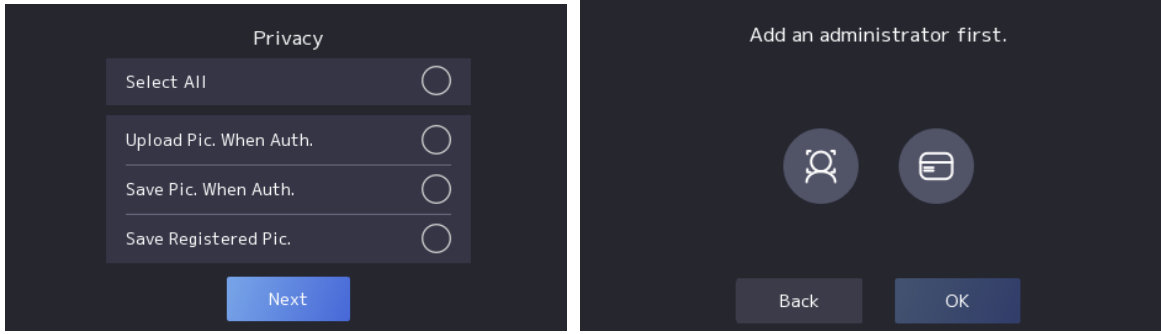 Privacy
Select All
Upload Pic. When Auth.
Save Pic. When Auth.
Save Registered Pic.
Next
Add an administrator first.
Back
OK